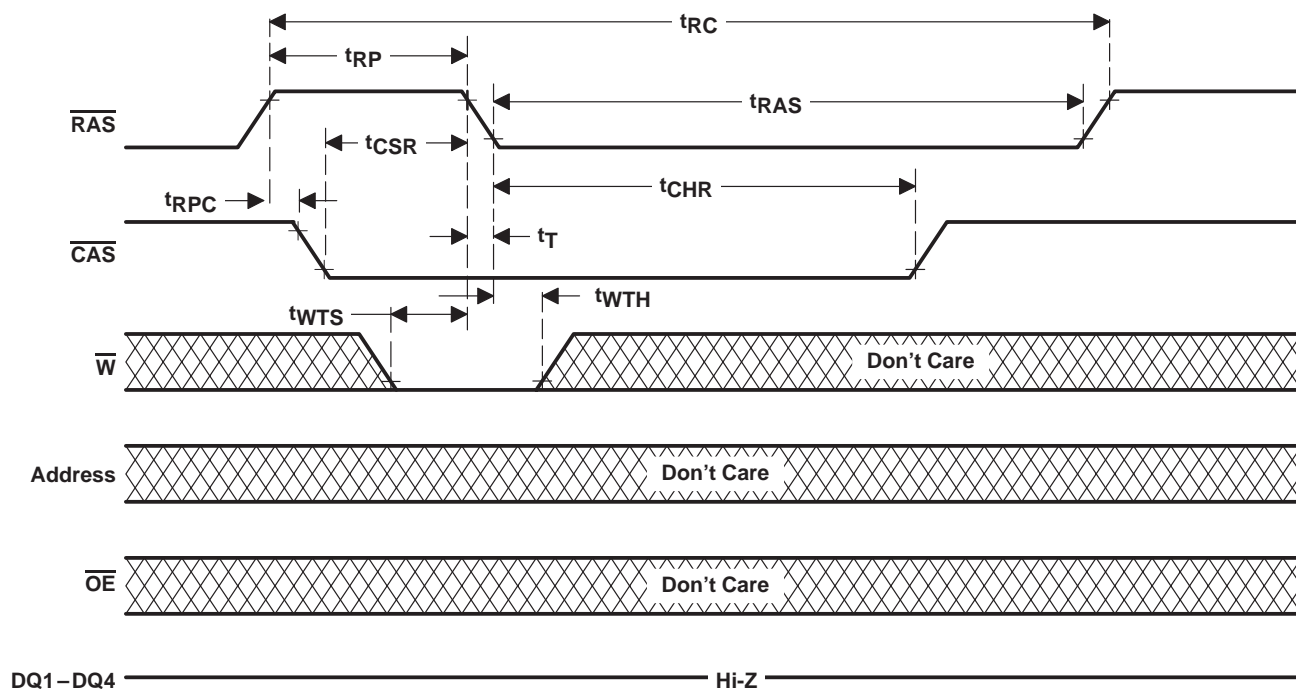 tRC
tRP
RAS
tRAS
tCSR
tCHR
tRPC
CAS
tT
tWTH
tWTS
W
Don't Care
Address
Don't Care
OE
Don't Care
DQ1–DQ4
Hi-Z